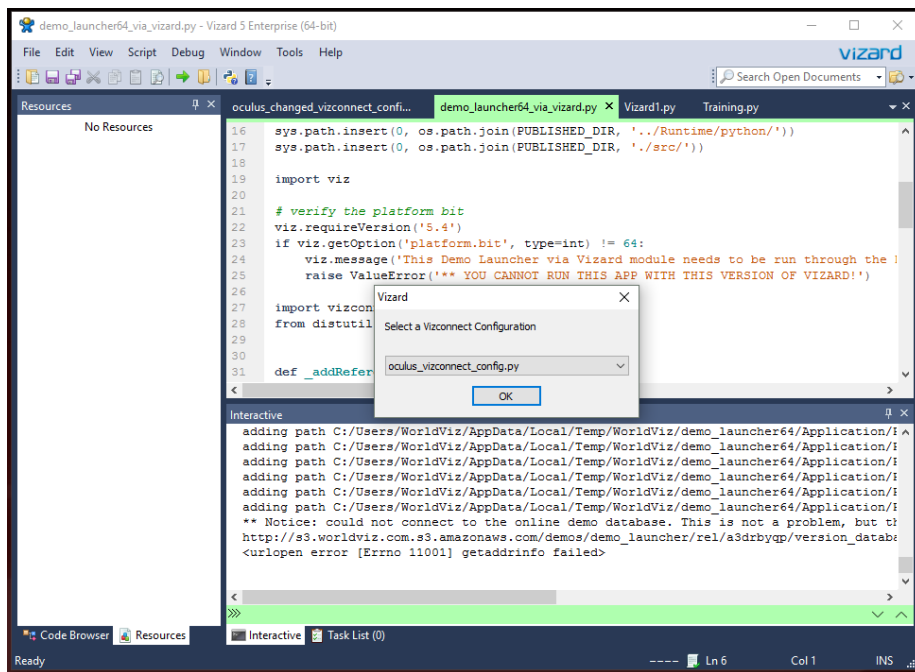 demo_launcher64_via_vizard.py - Vizard 5 Enterprise (64-bit)
File Edit View Script Debug Window Tools Help
vizard
Search Open Documents
Resources
No Resources
oculus_changed_vizconnect_confi... demo_launcher64_via_vizard.py Vizard1.py Training.py
16 sys.path.insert(0, os.path.join(PUBLISHED_DIR, '../Runtime/python/'))
17 sys.path.insert(0, os.path.join(PUBLISHED_DIR, './src/'))
18
19 import viz
20
21 # verify the platform bit
22 viz.requireVersion('5.4')
23 if viz.getOption('platform.bit', type=int) != 64:
24 viz.message('This Demo Launcher via Vizard module needs to be run through the
25 raise ValueError('** YOU CANNOT RUN THIS APP WITH THIS VERSION OF VIZARD!')
26
27 import vizcon
28 from distutil
29
30
31 def _addRefer
Vizard
Select a Vizconnect Configuration
oculus_vizconnect_config.py
OK
Interactive
adding path C:/Users/WorldViz/AppData/Local/Temp/WorldViz/demo_launcher64/Application/
adding path C:/Users/WorldViz/AppData/Local/Temp/WorldViz/demo_launcher64/Application/
adding path C:/Users/WorldViz/AppData/Local/Temp/WorldViz/demo_launcher64/Application/
adding path C:/Users/WorldViz/AppData/Local/Temp/WorldViz/demo_launcher64/Application/
adding path C:/Users/WorldViz/AppData/Local/Temp/WorldViz/demo_launcher64/Application/
adding path C:/Users/WorldViz/AppData/Local/Temp/WorldViz/demo_launcher64/Application/
** Notice: could not connect to the online demo database. This is not a problem, but th
http://s3.worldviz.com.s3.amazonaws.com/demos/demo_launcher/rel/a3drbyqp/version_databa
<urlopen error [Errno 11001] getaddrinfo failed>
>>>
Code Browser Resources Interactive Task List (0)
Ready ---- Ln 6 Col 1 INS